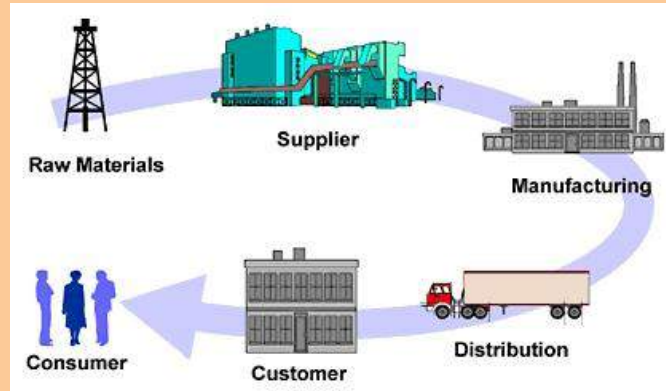 Raw Materials
Supplier
Manufacturing
Distribution
Customer
Consumer